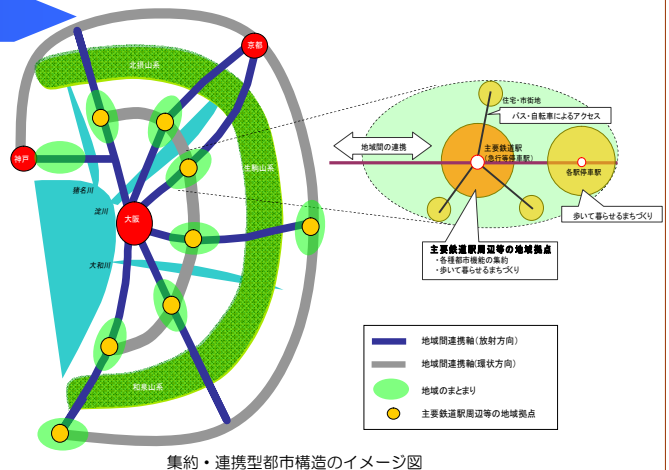 京都
北摂山系
神戸
生駒山系
猪名川
淀川
大阪
大和川
和泉山系
住宅・市街地
バス・自転車によるアクセス
地域間の連携
主要鉄道駅
(急行等停車駅)
各駅停車駅
歩いて暮らせるまちづくり
主要鉄道駅周辺等の地域拠点
・各種都市機能の集約
・歩いて暮らせるまちづくり
地域間連携軸(放射方向)
地域間連携軸(環状方向)
地域のまとまり
主要鉄道駅周辺等の地域拠点
集約・連携型都市構造のイメージ図